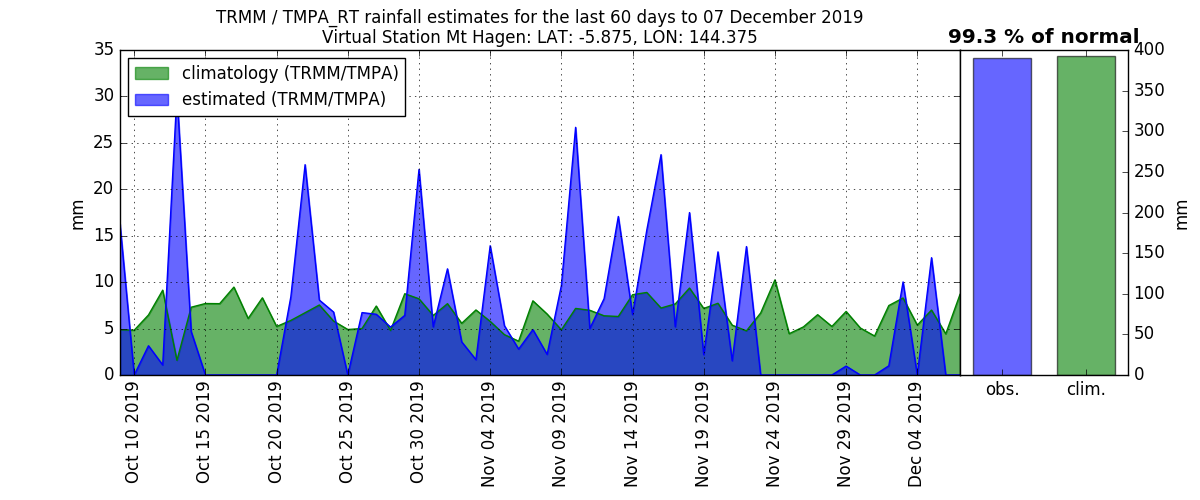 TRMM / TMPA_RT rainfall estimates for the last 60 days to 07 December 2019
Virtual Station Mt Hagen: LAT: -5.875, LON: 144.375
99.3 % of normal
climatology (TRMM/TMPA)
estimated (TRMM/TMPA)
35
30
25
20
15
10
5
0
mm
Oct 10 2019
Oct 15 2019
Oct 20 2019
Oct 25 2019
Oct 30 2019
Nov 04 2019
Nov 09 2019
Nov 14 2019
Nov 19 2019
Nov 24 2019
Nov 29 2019
Dec 04 2019
obs.
clim.
400
350
300
250
200
150
100
50
0
mm